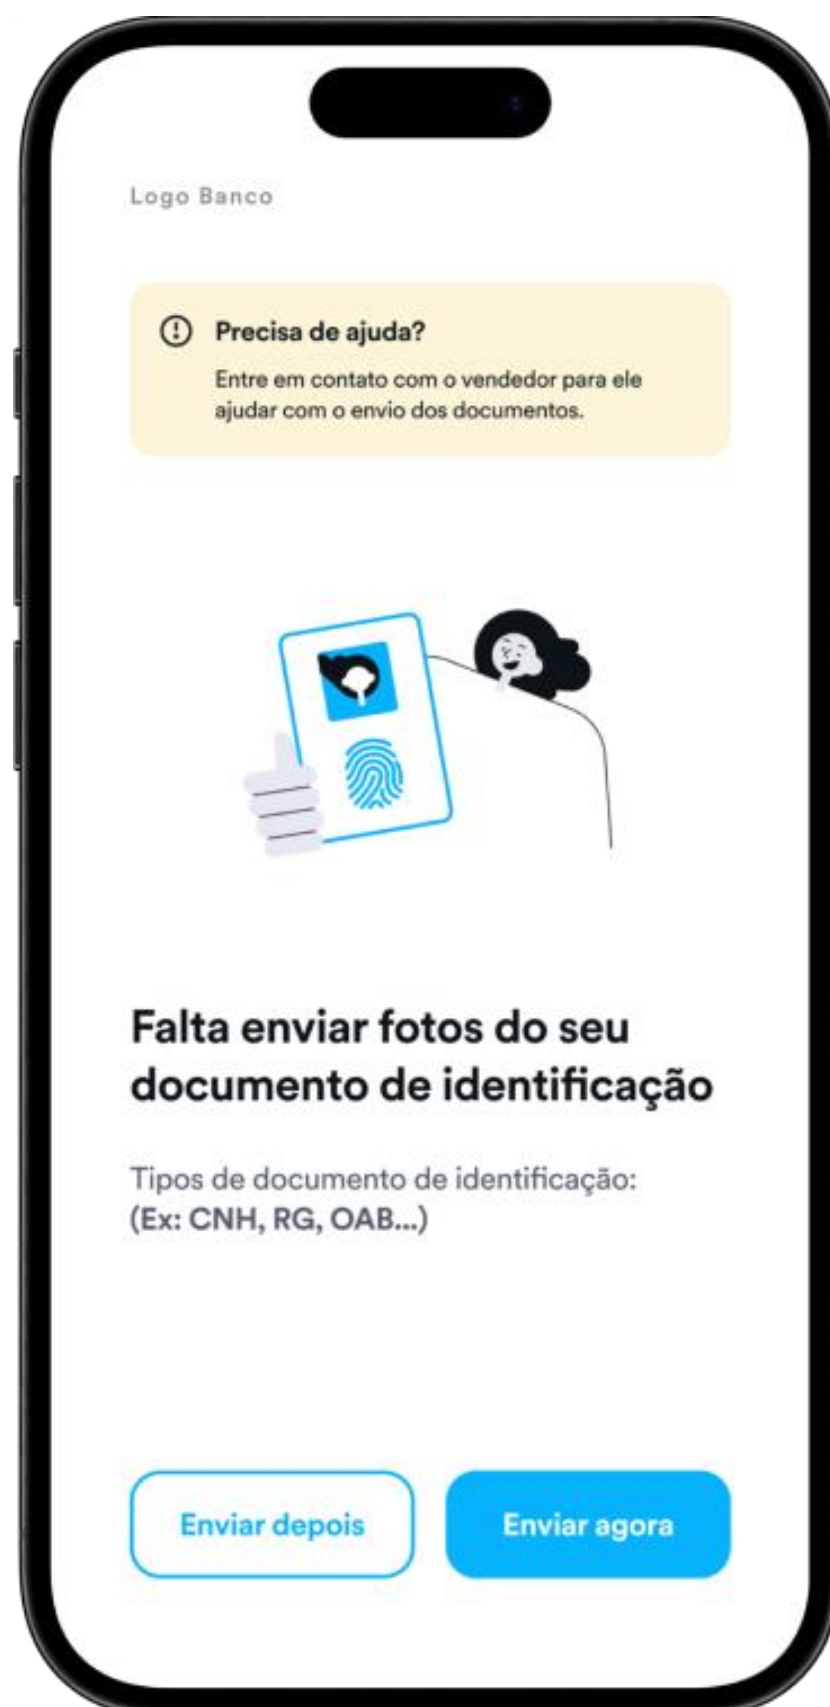 Logo Banco
Precisa de ajuda?
Entre em contato com o vendedor para ele
ajudar com o envio dos documentos.
Falta enviar fotos do seu
documento de identificação
Tipos de documento de identificação:
(Ex: CNH, RG, OAB...)
Enviar depois
Enviar agora